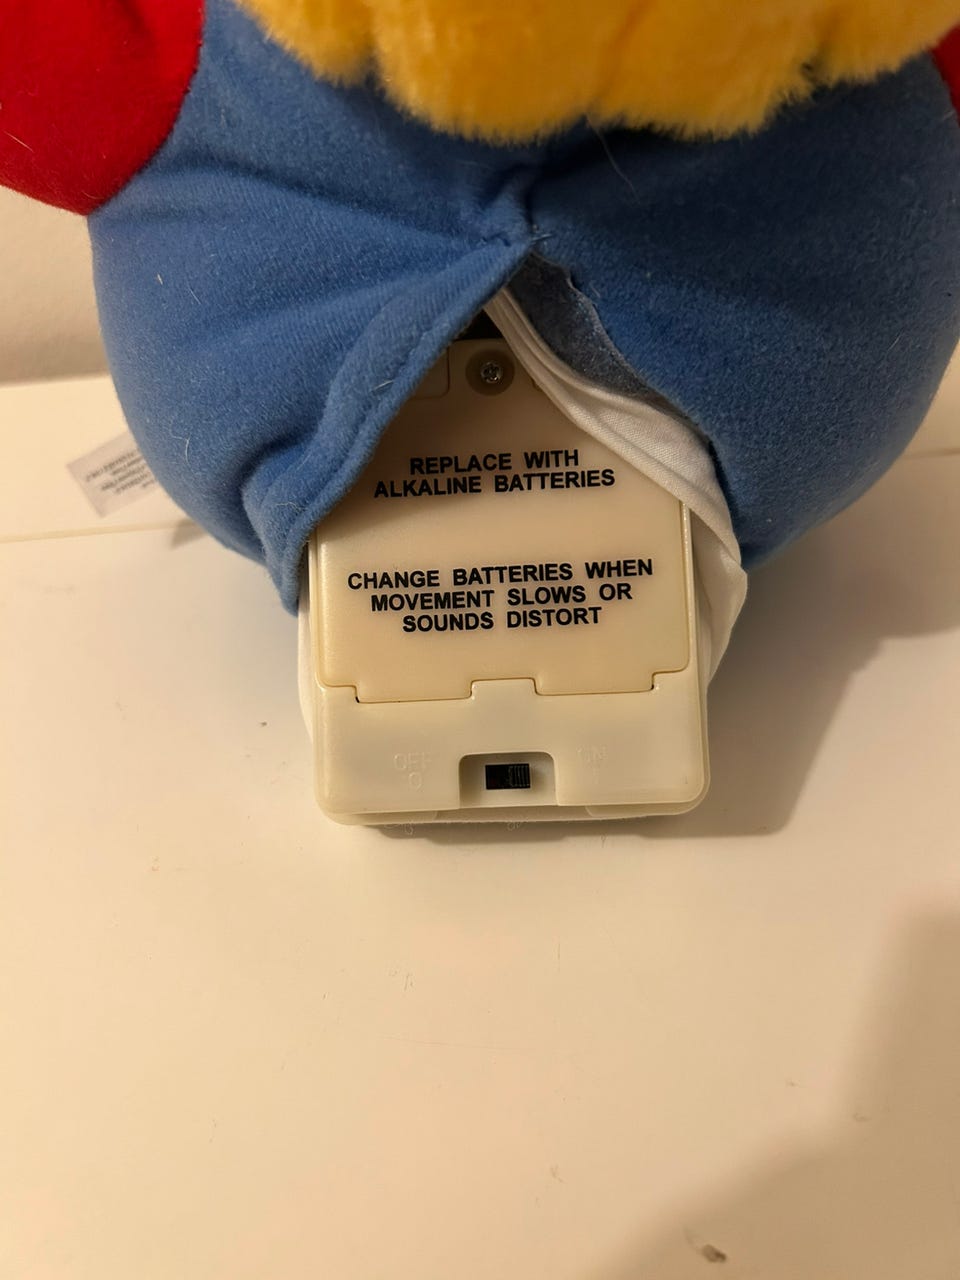 REPLACE WITH
ALKALINE BATTERIES
CHANGE BATTERIES WHEN
MOVEMENT SLOWS OR
SOUNDS DISTORT
OFF ON
O I